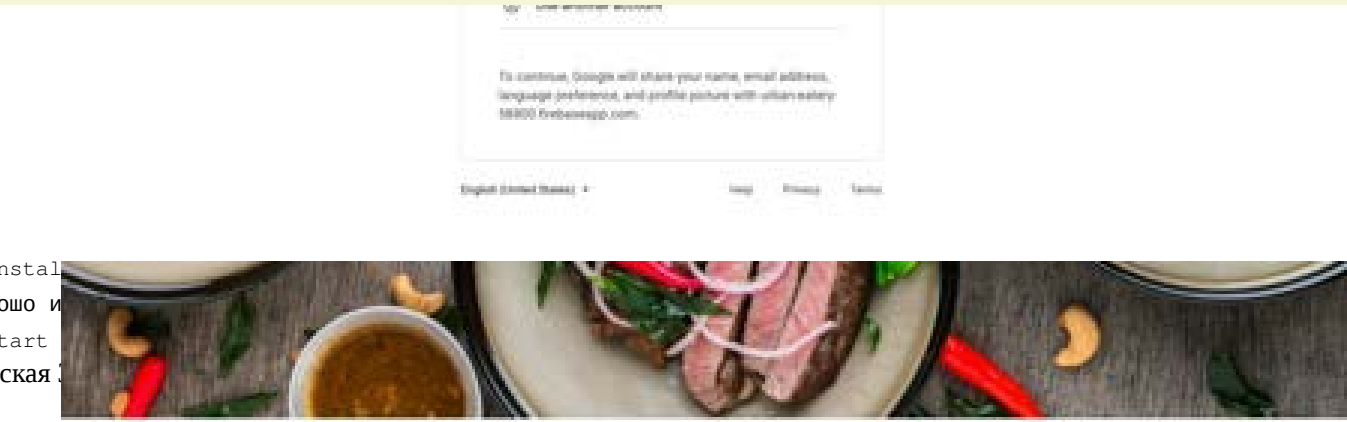 Use another account
To continue, Google will share your name, email address,
language preference, and profile picture with urban-eatery-
58800.firebaseapp.com.
English (United States)
Help Privacy Terms
nstal
ошо и
tart
ская